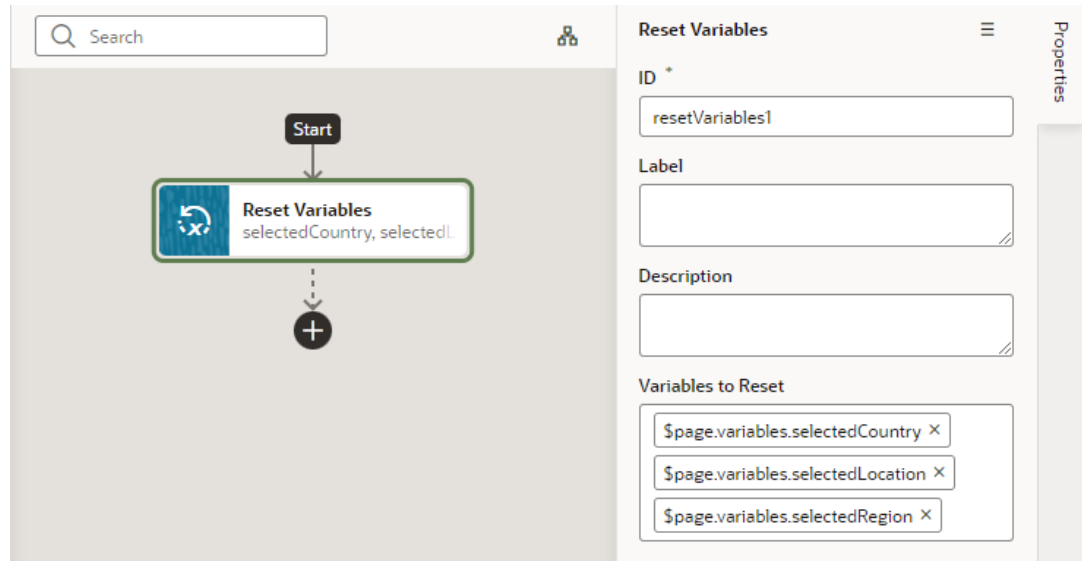 Search
Start
Reset Variables
selectedCountry, selectedL
Reset Variables
ID *
resetVariables1
Label
Description
Variables to Reset
$page.variables.selectedCountry ×
$page.variables.selectedLocation ×
$page.variables.selectedRegion ×
Properties